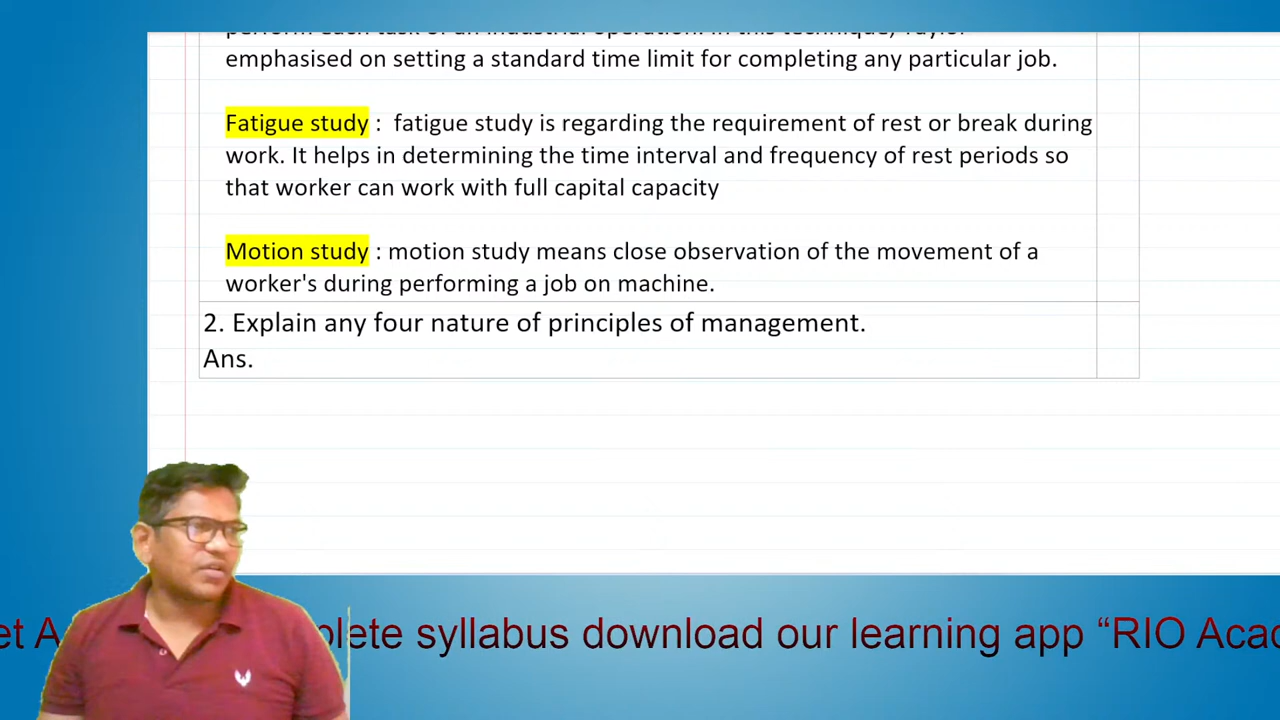 emphasised on setting a standard time limit for completing any particular job.
Fatigue study : fatigue study is regarding the requirement of rest or break during
work. It helps in determining the time interval and frequency of rest periods so
that worker can work with full capital capacity
Motion study : motion study means close observation of the movement of a
worker's during performing a job on machine.
2. Explain any four nature of principles of management.
Ans.
syllabus download our learning app “RIO